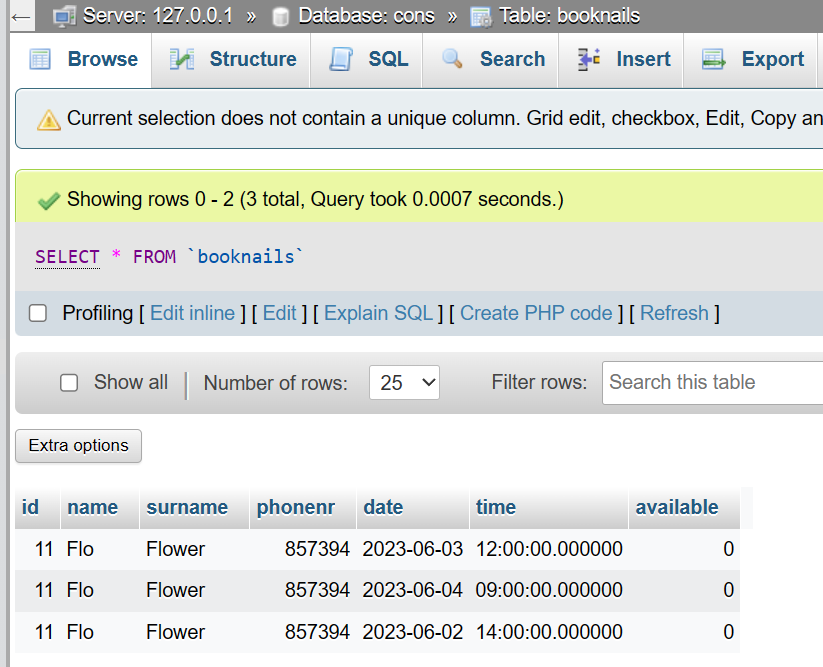 Server: 127.0.0.1 » Database: cons » Table: booknails
Browse Structure SQL Search Insert Export
Current selection does not contain a unique column. Grid edit, checkbox, Edit, Copy an
Showing rows 0 - 2 (3 total, Query took 0.0007 seconds.)
SELECT * FROM `booknails`
Profiling [ Edit inline ] [ Edit ] [ Explain SQL ] [ Create PHP code ] [ Refresh ]
Show all | Number of rows: 25 Filter rows: Search this table
Extra options
id name surname phonenr date time available
11 Flo Flower 857394 2023-06-03 12:00:00.000000 0
11 Flo Flower 857394 2023-06-04 09:00:00.000000 0
11 Flo Flower 857394 2023-06-02 14:00:00.000000 0